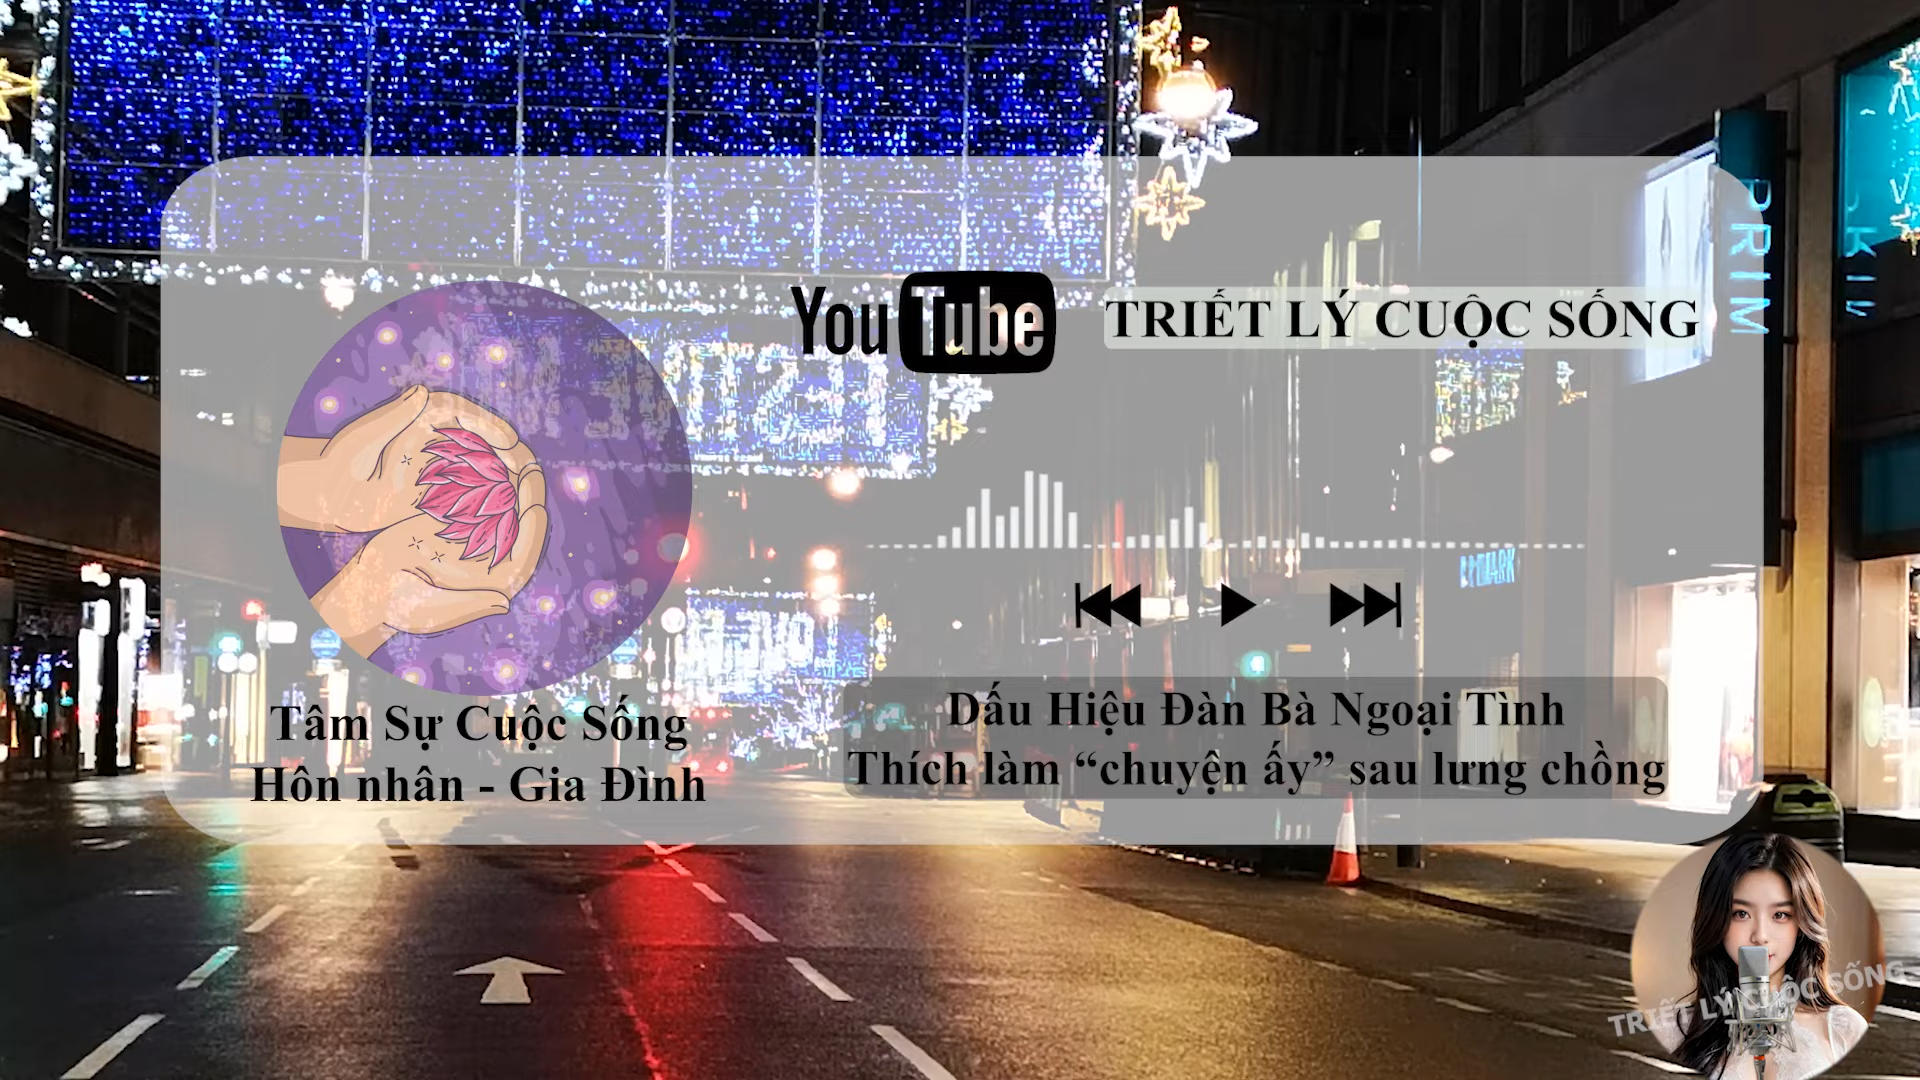 YouTube
TRIẾT LÝ CUỘC SỐNG
Tâm Sự Cuộc Sống
Hôn nhân - Gia Đình
Dấu Hiệu Đàn Bà Ngoại Tình
Thích làm “chuyện ấy” sau lưng chồng
PRIM
TRIẾT LÝ CUỘC SỐNG